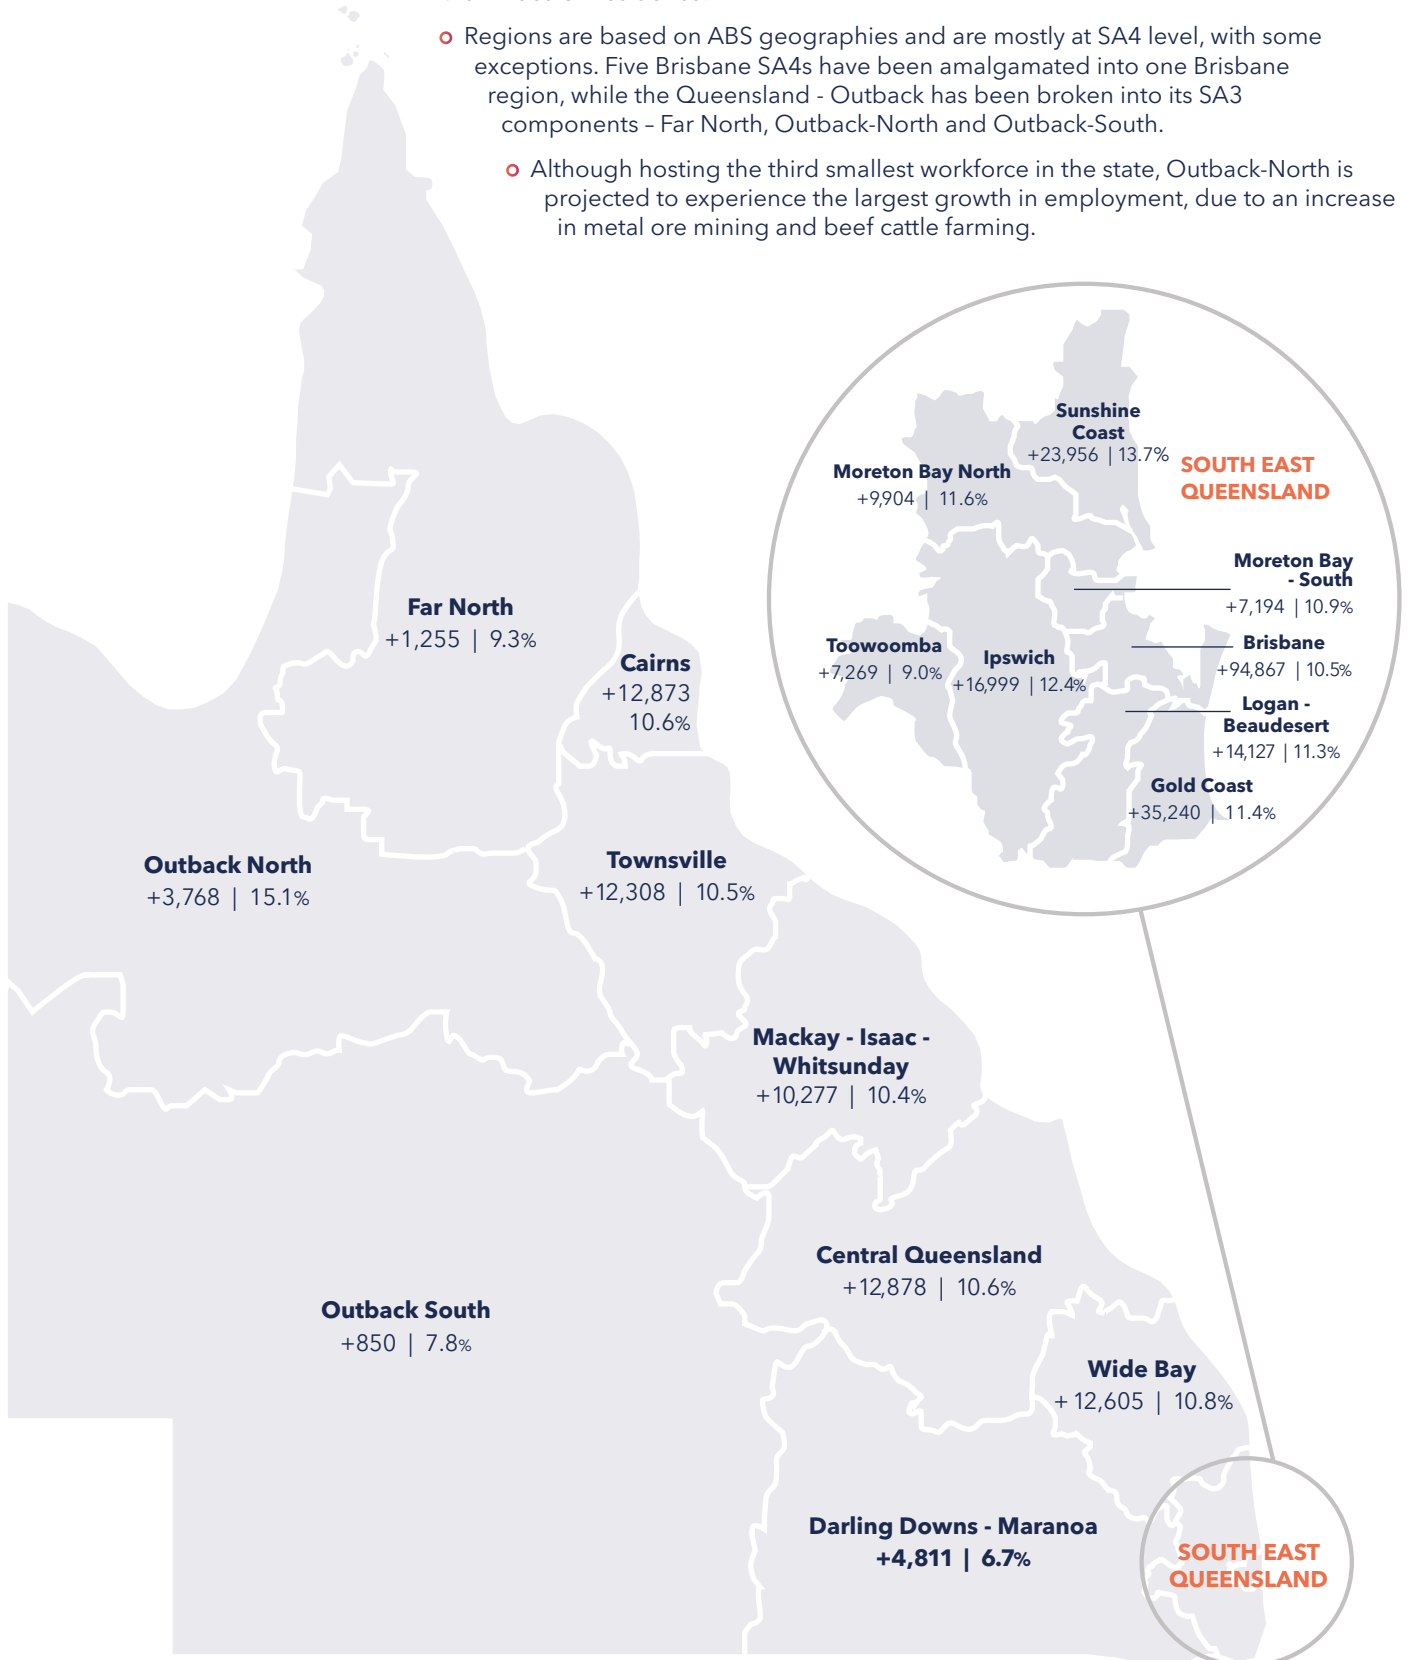 Regions are based on ABS geographies and are mostly at SA4 level, with some
exceptions. Five Brisbane SA4s have been amalgamated into one Brisbane
region, while the Queensland - Outback has been broken into its SA3
components – Far North, Outback-North and Outback-South.
Although hosting the third smallest workforce in the state, Outback-North is
projected to experience the largest growth in employment, due to an increase
in metal ore mining and beef cattle farming.
Sunshine
Coast
+23,956 | 13.7%
SOUTH EAST
QUEENSLAND
Moreton Bay North
+9,904 | 11.6%
Moreton Bay
- South
+7,194 | 10.9%
Brisbane
+94,867 | 10.5%
Toowoomba
+7,269 | 9.0%
Ipswich
+16,999 | 12.4%
Logan -
Beaudesert
+14,127 | 11.3%
Gold Coast
+35,240 | 11.4%
Far North
+1,255 | 9.3%
Cairns
+12,873
10.6%
Outback North
+3,768 | 15.1%
Townsville
+12,308 | 10.5%
Mackay - Isaac -
Whitsunday
+10,277 | 10.4%
Central Queensland
+12,878 | 10.6%
Outback South
+850 | 7.8%
Wide Bay
+ 12,605 | 10.8%
Darling Downs - Maranoa
+4,811 | 6.7%
SOUTH EAST
QUEENSLAND